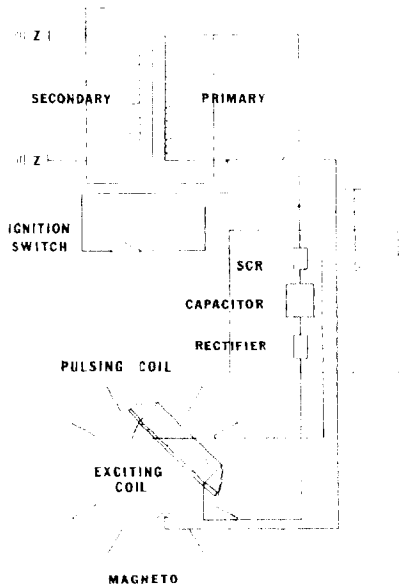 Z
SECONDARY PRIMARY
Z
IGNITION
SWITCH
SCR
CAPACITOR
RECTIFIER
PULSING COIL
EXCITING
COIL
MAGNETO